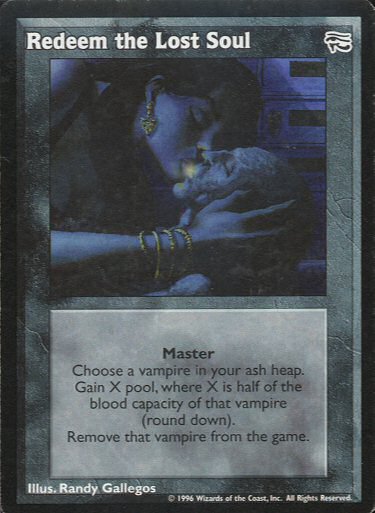 Redeem the Lost Soul
Master
Choose a vampire in your ash heap.
Gain X pool, where X is half of the
blood capacity of that vampire
(round down).
Remove that vampire from the game.
Illus. Randy Gallegos
© 1996 Wizards of the Coast, Inc. All Rights Reserved.